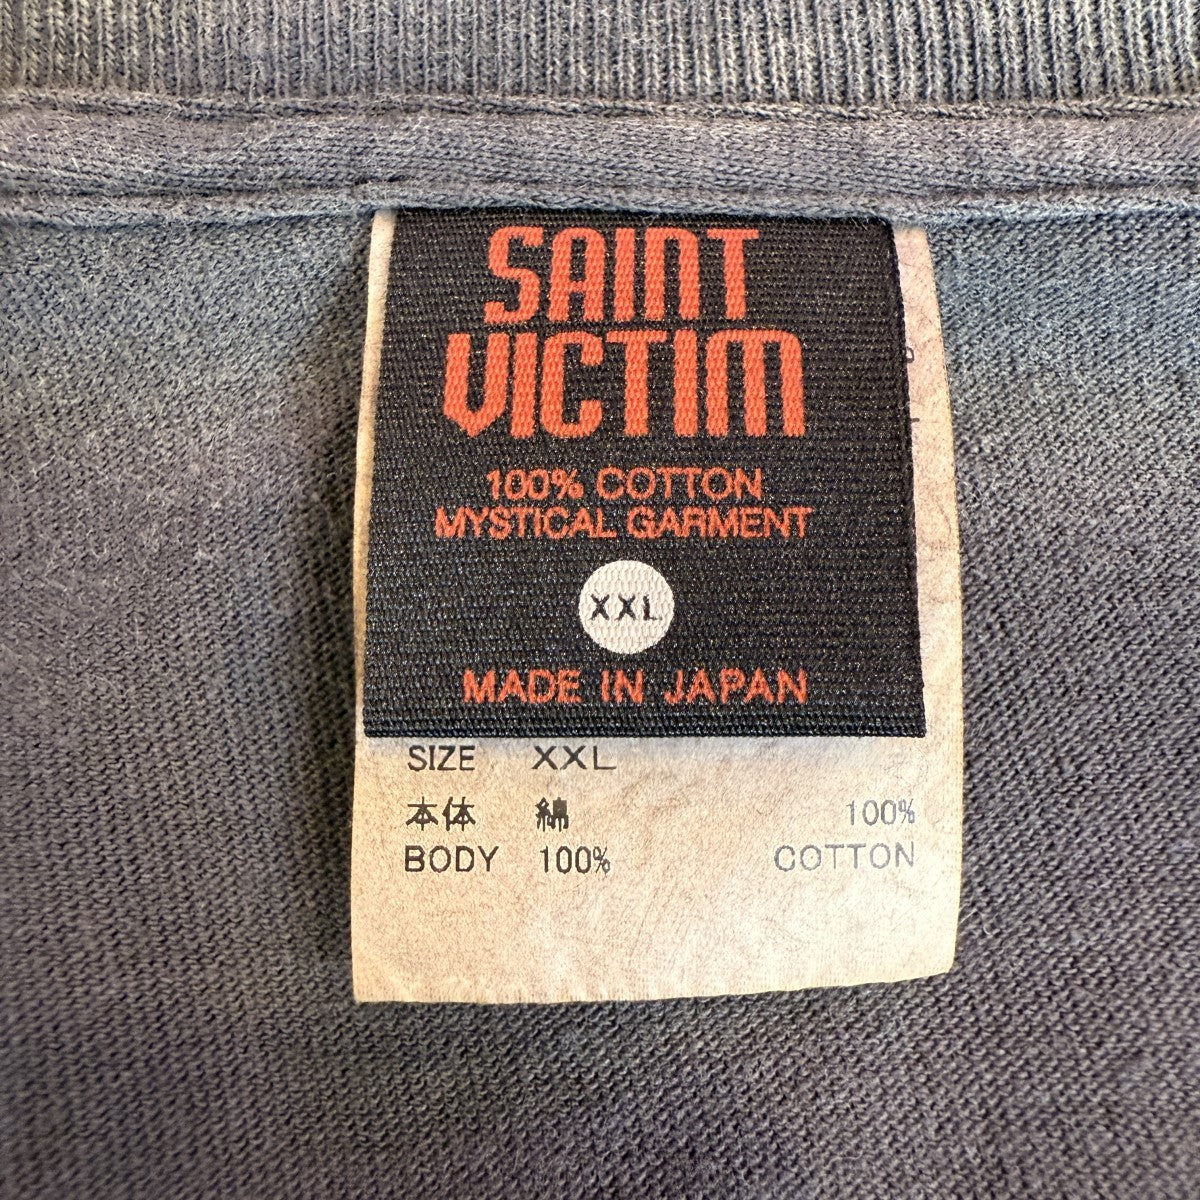 SAINT
VICTIM
100% COTTON
MYSTICAL GARMENT
XXL
MADE IN JAPAN
SIZE XXL
本体 綿 100%
BODY 100% COTTON